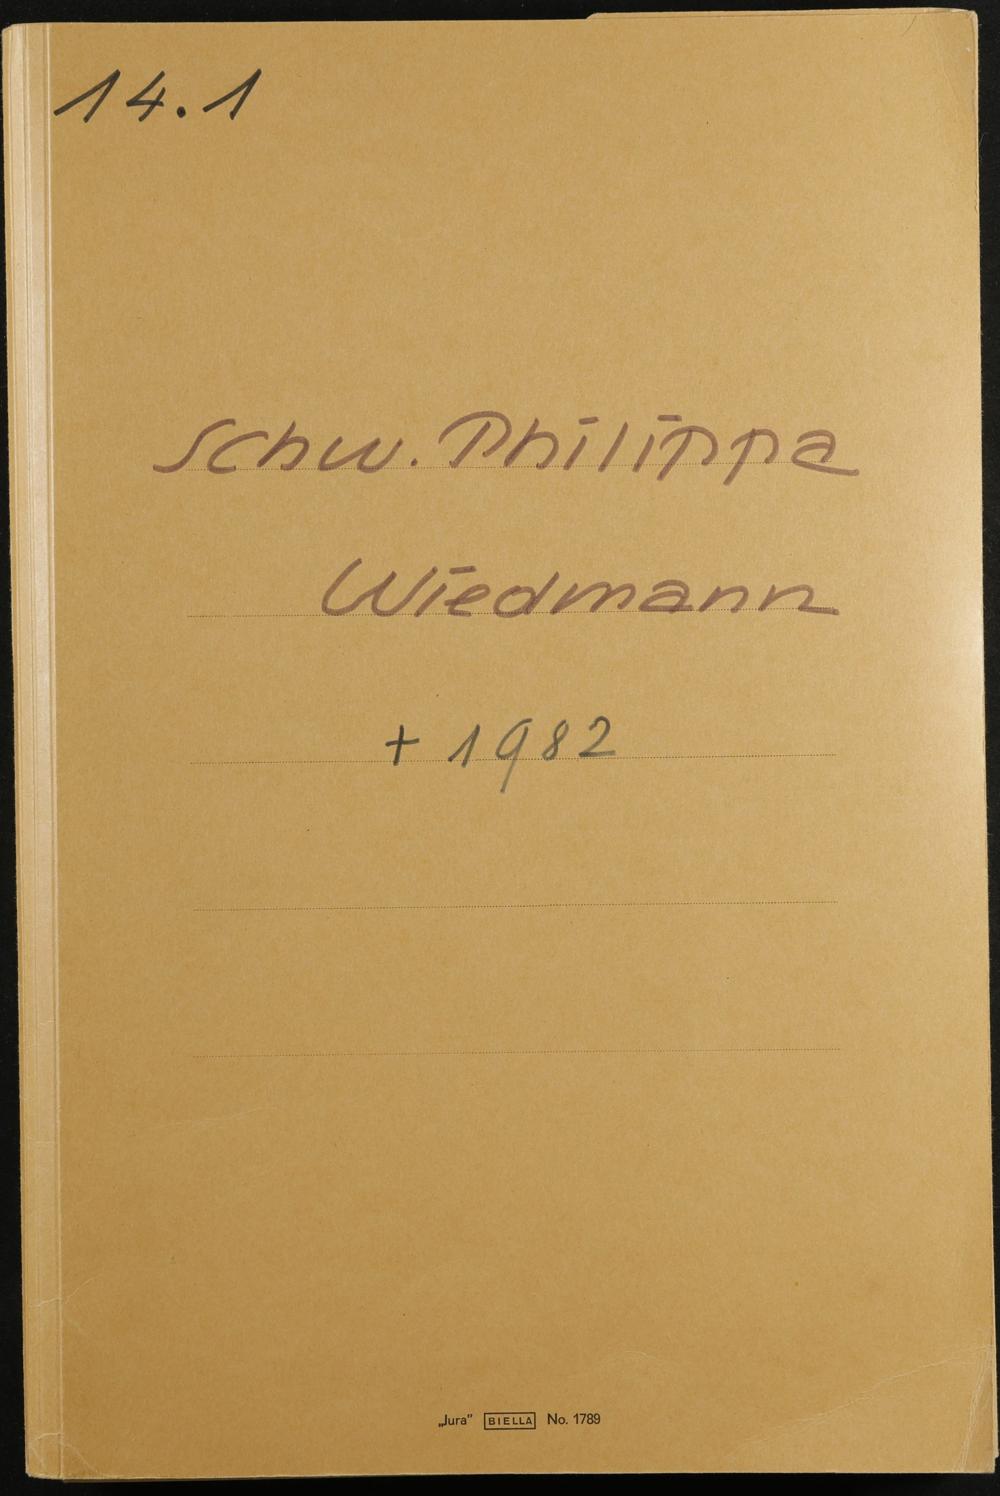 14.1
Schw. Philippa
Wiedmann
+ 1982
„Jura" BIELLA No. 1789